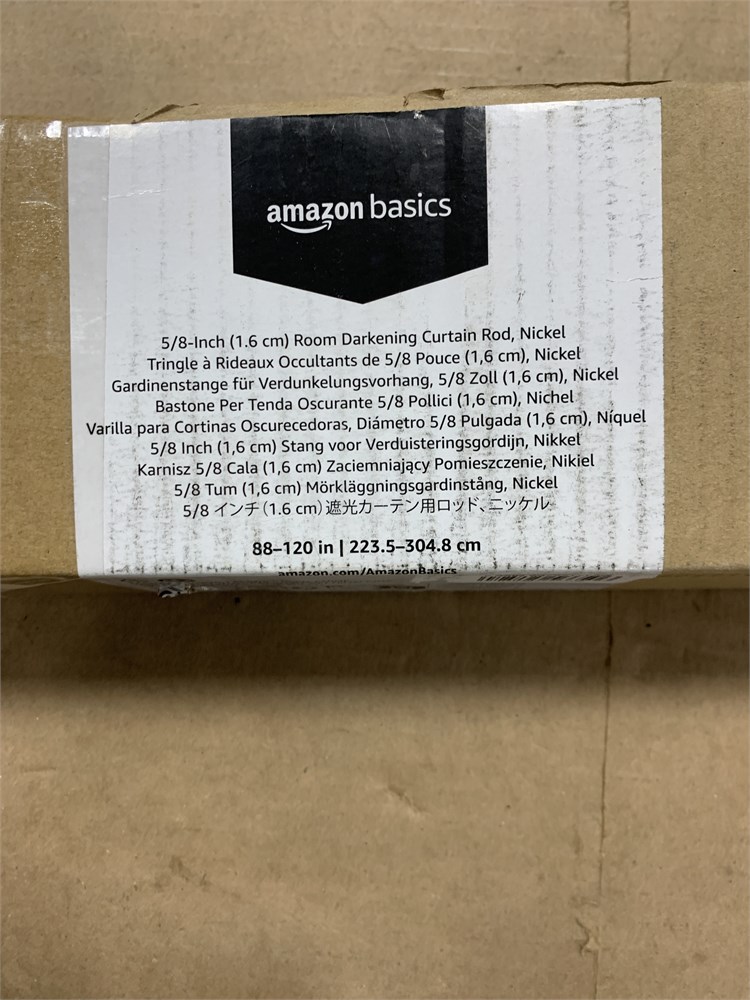 amazon basics
5/8-Inch (1.6 cm) Room Darkening Curtain Rod, Nickel
Tringle à Rideaux Occultants de 5/8 Pouce (1,6 cm), Nickel
Gardinenstange für Verdunkelungsvorhang, 5/8 Zoll (1,6 cm), Nickel
Bastone Per Tenda Oscurante 5/8 Pollici (1,6 cm), Nichel
Varilla para Cortinas Oscurecedoras, Diámetro 5/8 Pulgada (1,6 cm), Níquel
5/8 Inch (1,6 cm) Stang voor Verduisteringsgordijn, Nikkel
Karnisz 5/8 Cala (1,6 cm) Zaciemniający Pomieszczenie, Nikiel
5/8 Tum (1,6 cm) Mörkläggningsgardinstång, Nickel
5/8 インチ（1.6 cm）遮光カーテン用ロッド、ニッケル
88–120 in | 223.5–304.8 cm
amazon.com/AmazonBasics